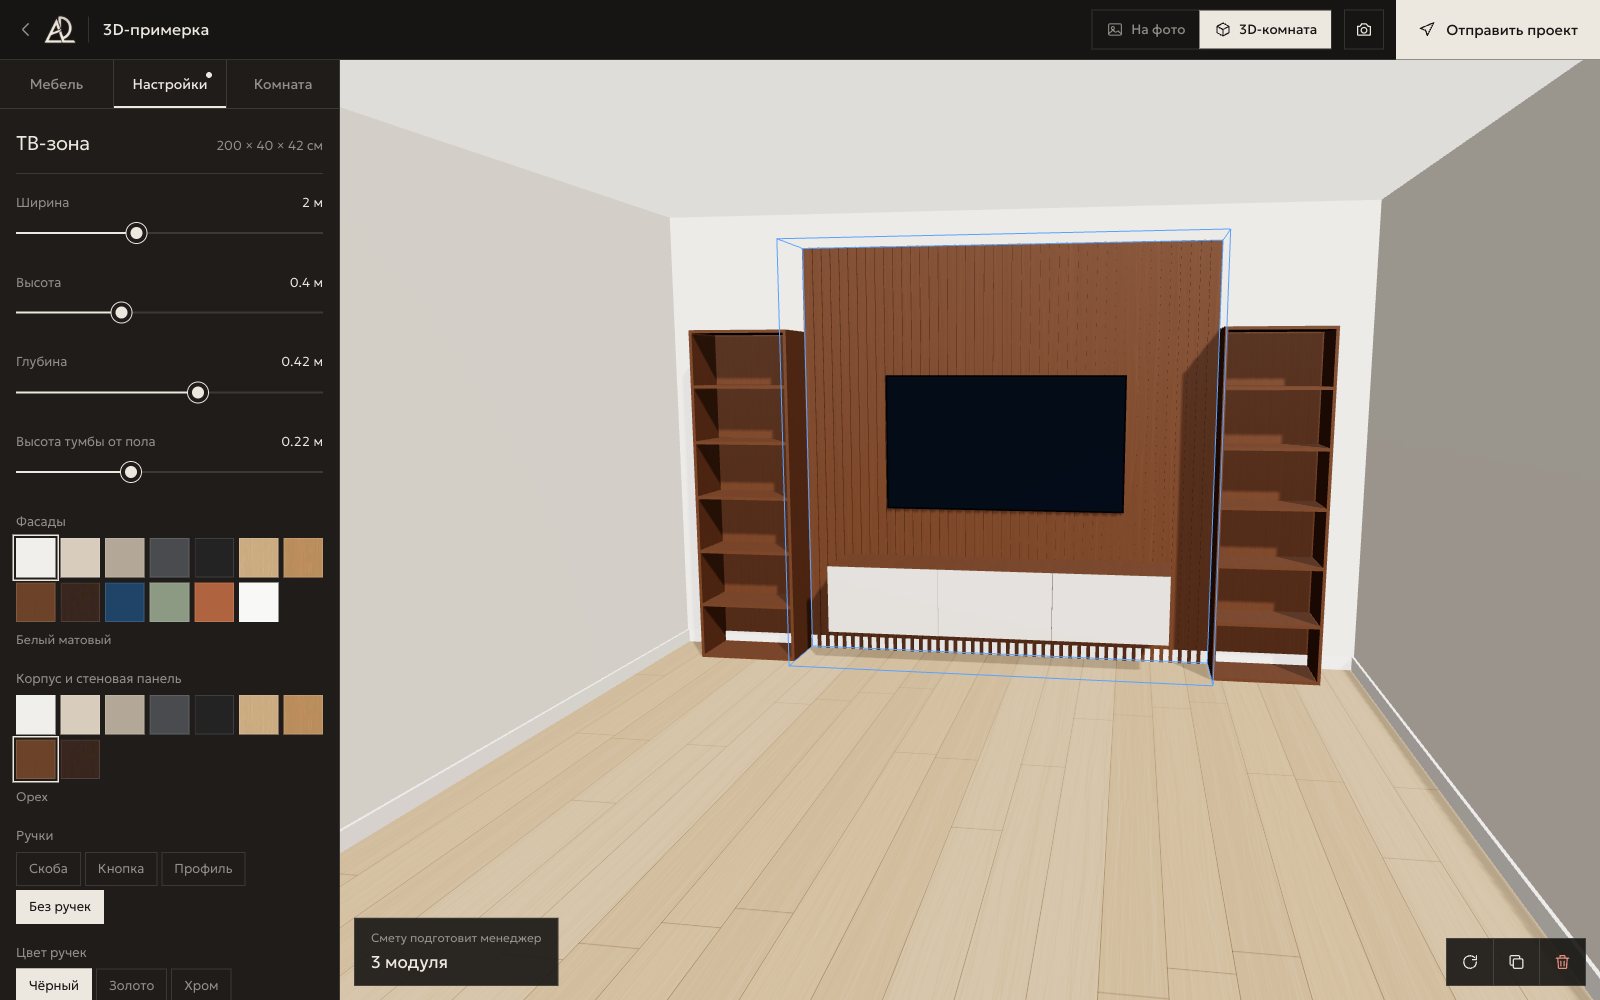 3D-примерка
На фото
3D-комната
Отправить проект
Мебель
Настройки
Комната
ТВ-зона
200 × 40 × 42 см
Ширина
2 м
Высота
0.4 м
Глубина
0.42 м
Высота тумбы от пола
0.22 м
Фасады
Белый матовый
Корпус и стеновая панель
Орех
Ручки
Скоба
Кнопка
Профиль
Без ручек
Цвет ручек
Чёрный
Золото
Хром
Смету подготовит менеджер
3 модуля